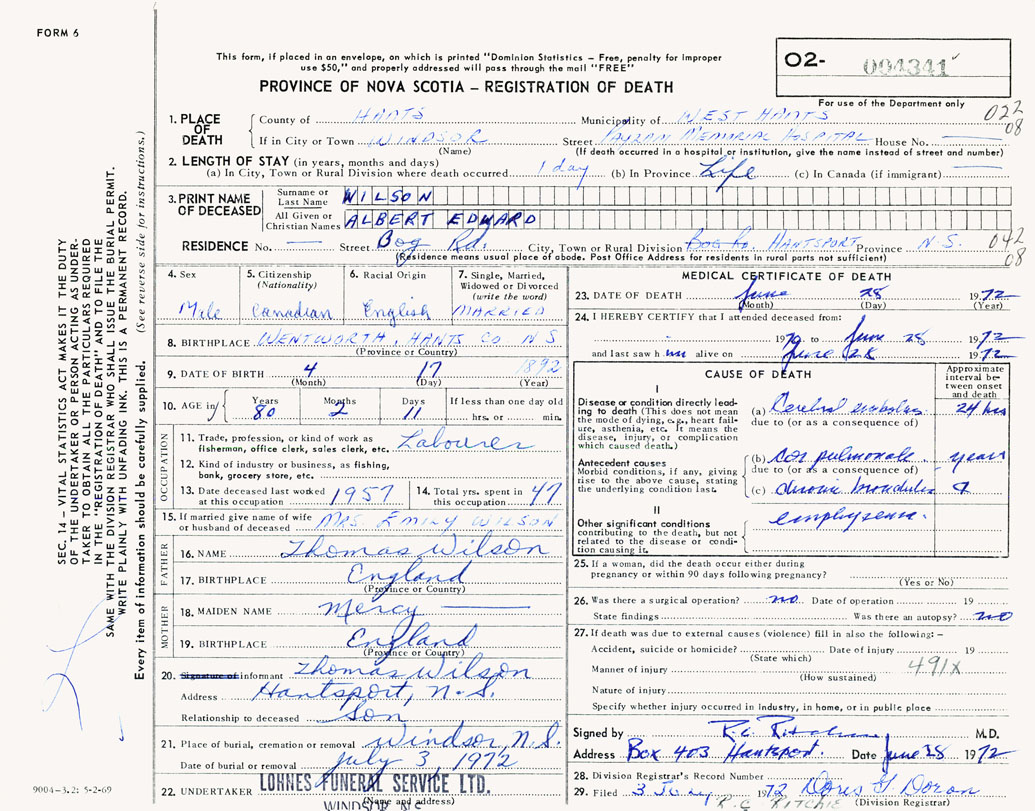 FORM 6
This form, if placed in an envelope, on which is printed "Dominion Statistics – Free, penalty for improper
use $50," and properly addressed will pass through the mail "FREE"
O2- 004341
PROVINCE OF NOVA SCOTIA – REGISTRATION OF DEATH
For use of the Department only
022
08
1. PLACE OF DEATH
County of HANTS Municipality of WEST HANTS
If in City or Town WINDSOR Street PAYZAN MEMORIAL HOSPITAL House No.
(Name) (If death occurred in a hospital or institution, give the name instead of street and number)
2. LENGTH OF STAY (in years, months and days)
(a) In City, Town or Rural Division where death occurred 1 day (b) In Province Life (c) In Canada (if immigrant)
3. PRINT NAME OF DECEASED
Surname or Last Name WILSON
All Given or Christian Names ALBERT EDWARD
RESIDENCE No. Street Bog Rd. City, Town or Rural Division BOG RD. HANTSPORT Province N.S. 042
08
(Residence means usual place of abode. Post Office Address for residents in rural parts not sufficient)
4. Sex Male
5. Citizenship (Nationality) Canadian
6. Racial Origin English
7. Single, Married, Widowed or Divorced (write the word) MARRIED
8. BIRTHPLACE WENTWORTH, HANTS CO N.S.
(Province or Country)
9. DATE OF BIRTH 4 17 1892
(Month) (Day) (Year)
10. AGE in Years 80 Months 2 Days 11 If less than one day old
hrs. or min.
OCCUPATION
11. Trade, profession, or kind of work as
fisherman, office clerk, sales clerk, etc. Labourer
12. Kind of industry or business, as fishing,
bank, grocery store, etc.
13. Date deceased last worked
at this occupation 1957
14. Total yrs. spent in
this occupation 47
15. If married give name of wife
or husband of deceased MRS. EMILY WILSON
FATHER
16. NAME Thomas Wilson
17. BIRTHPLACE England
(Province or Country)
MOTHER
18. MAIDEN NAME Mercy
19. BIRTHPLACE England
(Province or Country)
20. Signature of informant Thomas Wilson
Address Hantsport, N.S.
Relationship to deceased Son
21. Place of burial, cremation or removal Windsor, N.S.
Date of burial or removal July 3, 1972
22. UNDERTAKER LOHNES FUNERAL SERVICE LTD.
WINDSOR N.S.
(Name and address)
MEDICAL CERTIFICATE OF DEATH
23. DATE OF DEATH June 28 1972
(Month) (Day) (Year)
24. I HEREBY CERTIFY that I attended deceased from:
19 to June 28 1972
and last saw him alive on June 28 1972
CAUSE OF DEATH
Approximate
interval be-
tween onset
and death
I
Disease or condition directly lead-
ing to death (This does not mean
the mode of dying, e.g., heart fail-
ure, asthenia, etc. It means the
disease, injury, or complication
which caused death.)
(a) Cerebral embolus 24 hrs
due to (or as a consequence of)
Antecedent causes
Morbid conditions, if any, giving
rise to the above cause, stating
the underlying condition last.
(b) Cor pulmonale. years
due to (or as a consequence of)
(c) chronic bronchitis &
emphysema.
II
Other significant conditions
contributing to the death, but not
related to the disease or condi-
tion causing it.
25. If a woman, did the death occur either during
pregnancy or within 90 days following pregnancy?
(Yes or No)
26. Was there a surgical operation? no Date of operation 19
State findings Was there an autopsy? no
27. If death was due to external causes (violence) fill in also the following: –
Accident, suicide or homicide? Date of injury 19
(State which)
Manner of injury 491X
(How sustained)
Nature of injury
Specify whether injury occurred in industry, in home, or in public place
Signed by M.D.
Address Box 403 Hantsport. Date June 28 1972
28. Division Registrar's Record Number
29. Filed 3 July 1972 Doris G. Doran
R. G. RITCHIE (Division Registrar)
SEC. 14 – VITAL STATISTICS ACT MAKES IT THE DUTY
OF THE UNDERTAKER OR PERSON ACTING AS UNDER-
TAKER TO OBTAIN ALL THE PARTICULARS REQUIRED
IN THE "REGISTRATION OF DEATH" AND TO FILE THE
SAME WITH THE DIVISION REGISTRAR WHO SHALL ISSUE THE BURIAL PERMIT.
WRITE PLAINLY WITH UNFADING INK. THIS IS A PERMANENT RECORD.
Every item of information should be carefully supplied. (See reverse side for instructions.)
9004-3.2: 5-2-69